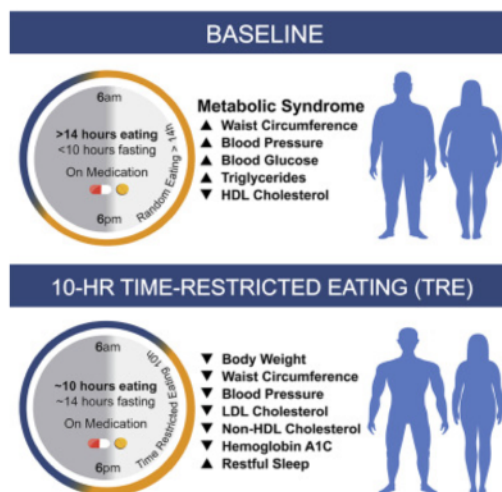 BASELINE
6am
>14 hours eating
<10 hours fasting
On Medication
6pm
Random Eating < 14h
Metabolic Syndrome
▲ Waist Circumference
▲ Blood Pressure
▲ Blood Glucose
▲ Triglycerides
▼ HDL Cholesterol
10-HR TIME-RESTRICTED EATING (TRE)
6am
~10 hours eating
~14 hours fasting
On Medication
6pm
Time Restricted Eating 10h
▼ Body Weight
▼ Waist Circumference
▼ Blood Pressure
▼ LDL Cholesterol
▼ Non-HDL Cholesterol
▼ Hemoglobin A1C
▲ Restful Sleep